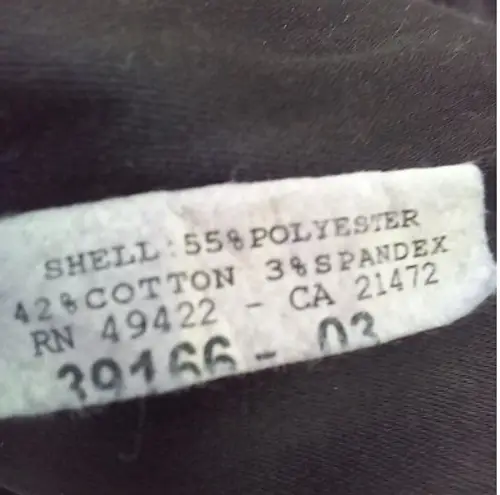 SHELL:55%POLYESTER
42%COTTON 3%SPANDEX
RN 49422 - CA 21472
39166-03